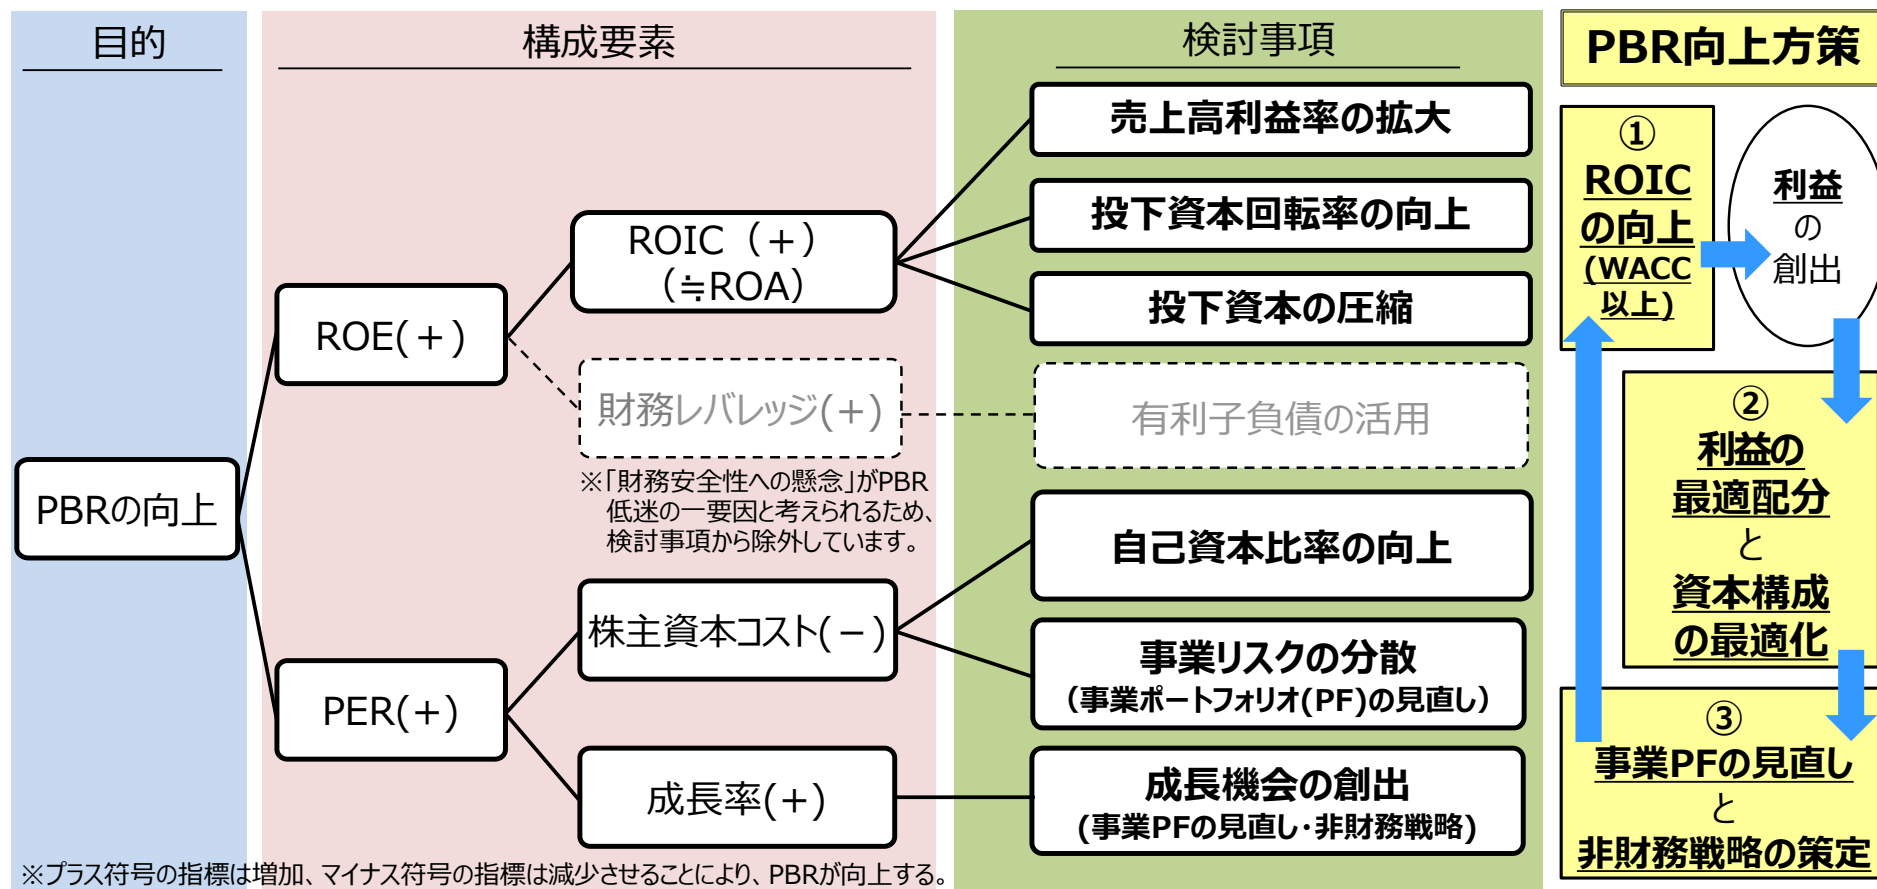 目的
構成要素
検討事項
PBR向上方策
PBRの向上
ROE(＋)
PER(＋)
ROIC（＋）
（≒ROA）
財務レバレッジ(＋)
※「財務安全性への懸念」がPBR
低迷の一要因と考えられるため、
検討事項から除外しています。
株主資本コスト(－)
成長率(＋)
売上高利益率の拡大
投下資本回転率の向上
投下資本の圧縮
有利子負債の活用
自己資本比率の向上
事業リスクの分散
（事業ポートフォリオ(PF)の見直し）
成長機会の創出
(事業PFの見直し・非財務戦略)
①
ROIC
の向上
(WACC
以上)
利益
の
創出
②
利益の
最適配分
と
資本構成
の最適化
③
事業PFの見直し
と
非財務戦略の策定
※プラス符号の指標は増加、マイナス符号の指標は減少させることにより、PBRが向上する。